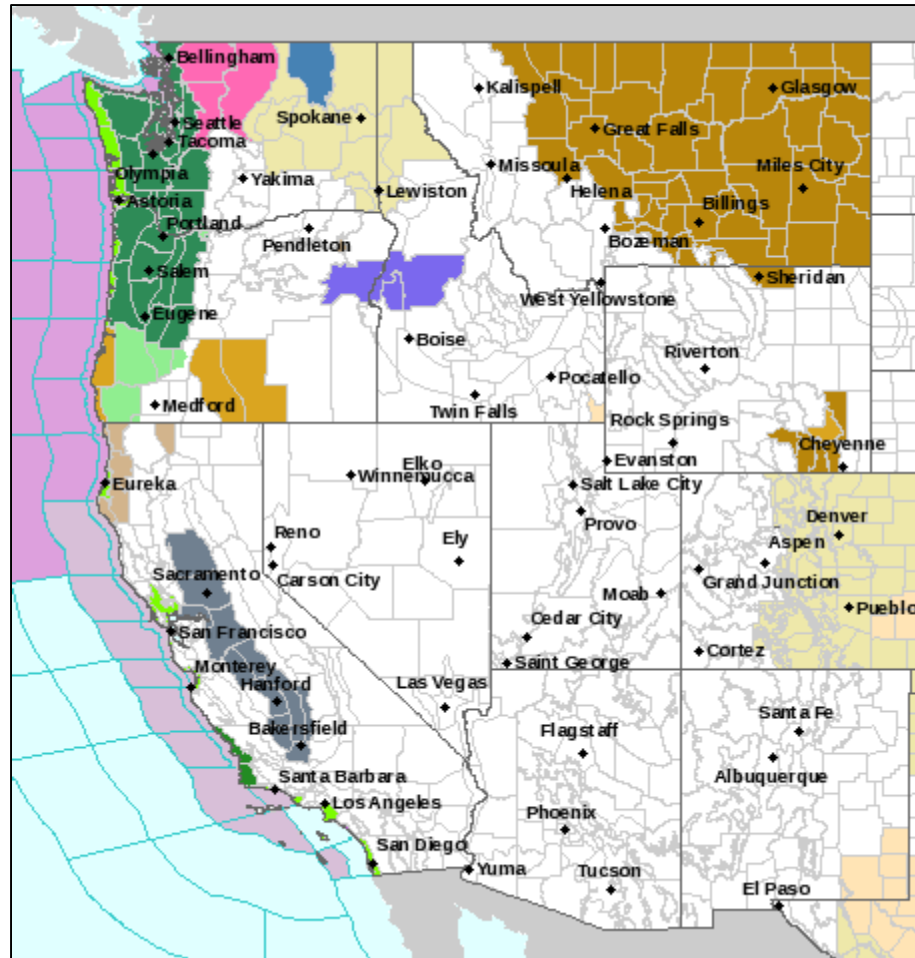 Bellingham
Kalispell
Glasgow
Spokane
Seattle
Great Falls
Tacoma
Olympia
Missoula
Miles City
Yakima
Lewiston
Helena
Astoria
Billings
Portland
Pendleton
Bozeman
Salem
Sheridan
West Yellowstone
Eugene
Boise
Riverton
Pocatello
Medford
Twin Falls
Rock Springs
Cheyenne
Elko
Evanston
Eureka
Winnemucca
Salt Lake City
Provo
Denver
Reno
Ely
Aspen
Sacramento
Carson City
Grand Junction
Moab
Pueblo
Cedar City
San Francisco
Cortez
Saint George
Monterey
Hanford
Las Vegas
Santa Fe
Bakersfield
Flagstaff
Albuquerque
Santa Barbara
Los Angeles
Phoenix
San Diego
Yuma
Tucson
El Paso